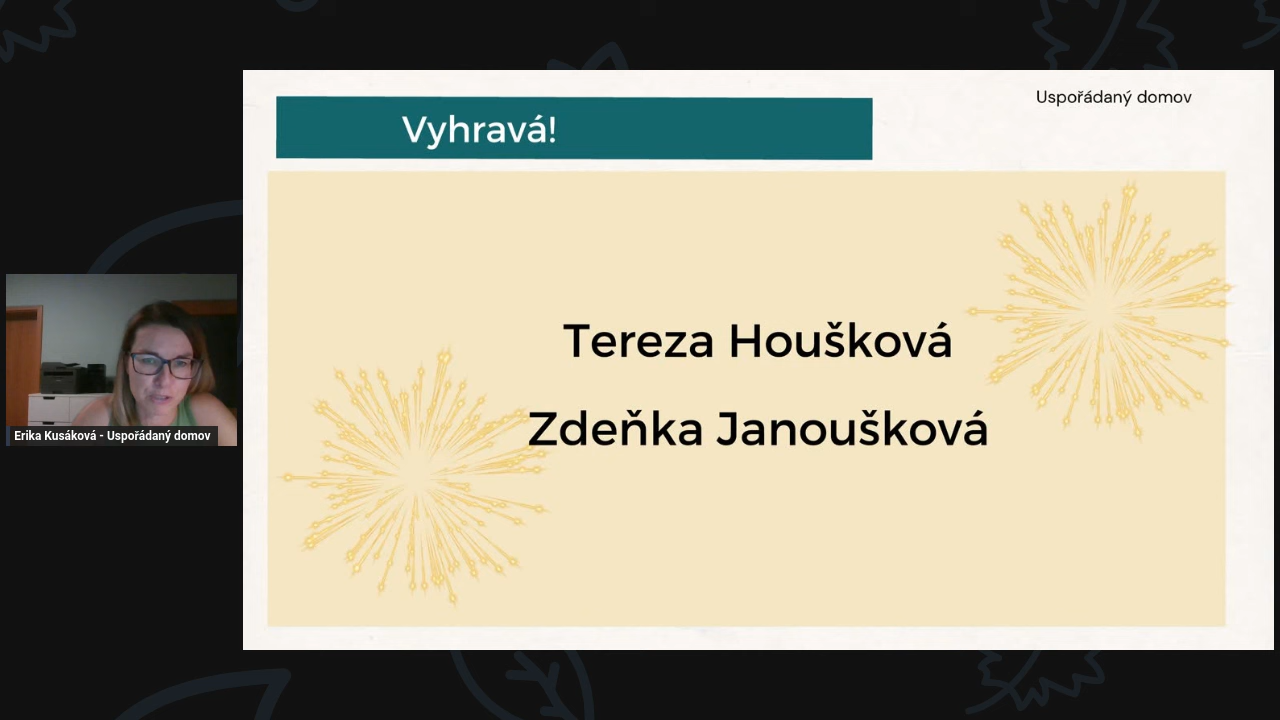 Uspořádaný domov
Vyhravá!
Tereza Houšková
Zdeňka Janoušková
Erika Kusáková - Uspořádaný domov